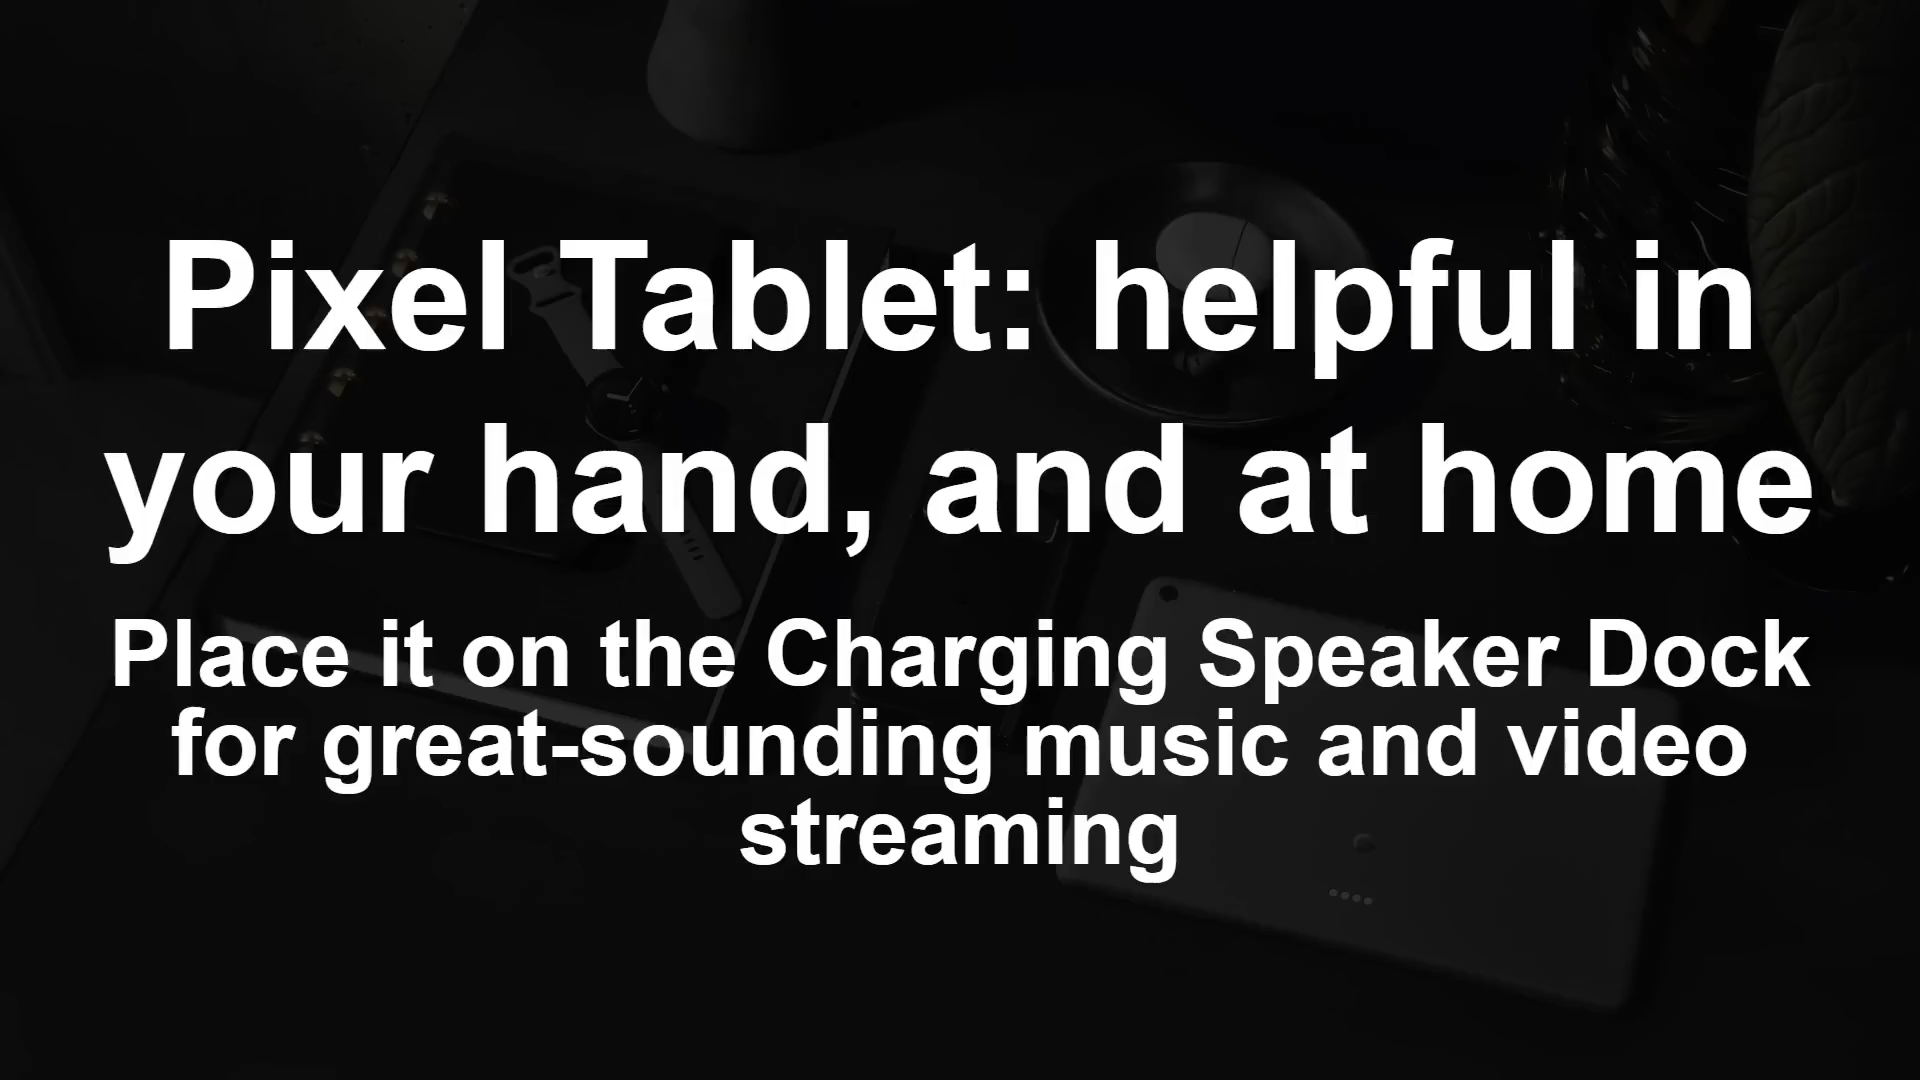 Pixel Tablet: helpful in
your hand, and at home
Place it on the Charging Speaker Dock
for great-sounding music and video
streaming